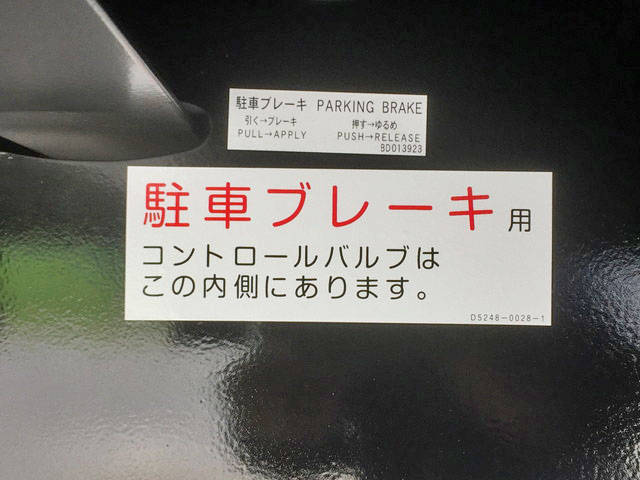 駐車ブレーキ PARKING BRAKE
引く→ブレーキ 押す→ゆるめ
PULL→APPLY PUSH→RELEASE
BD013923
駐車ブレーキ用
コントロールバルブは
この内側にあります。
D5248-0028-1